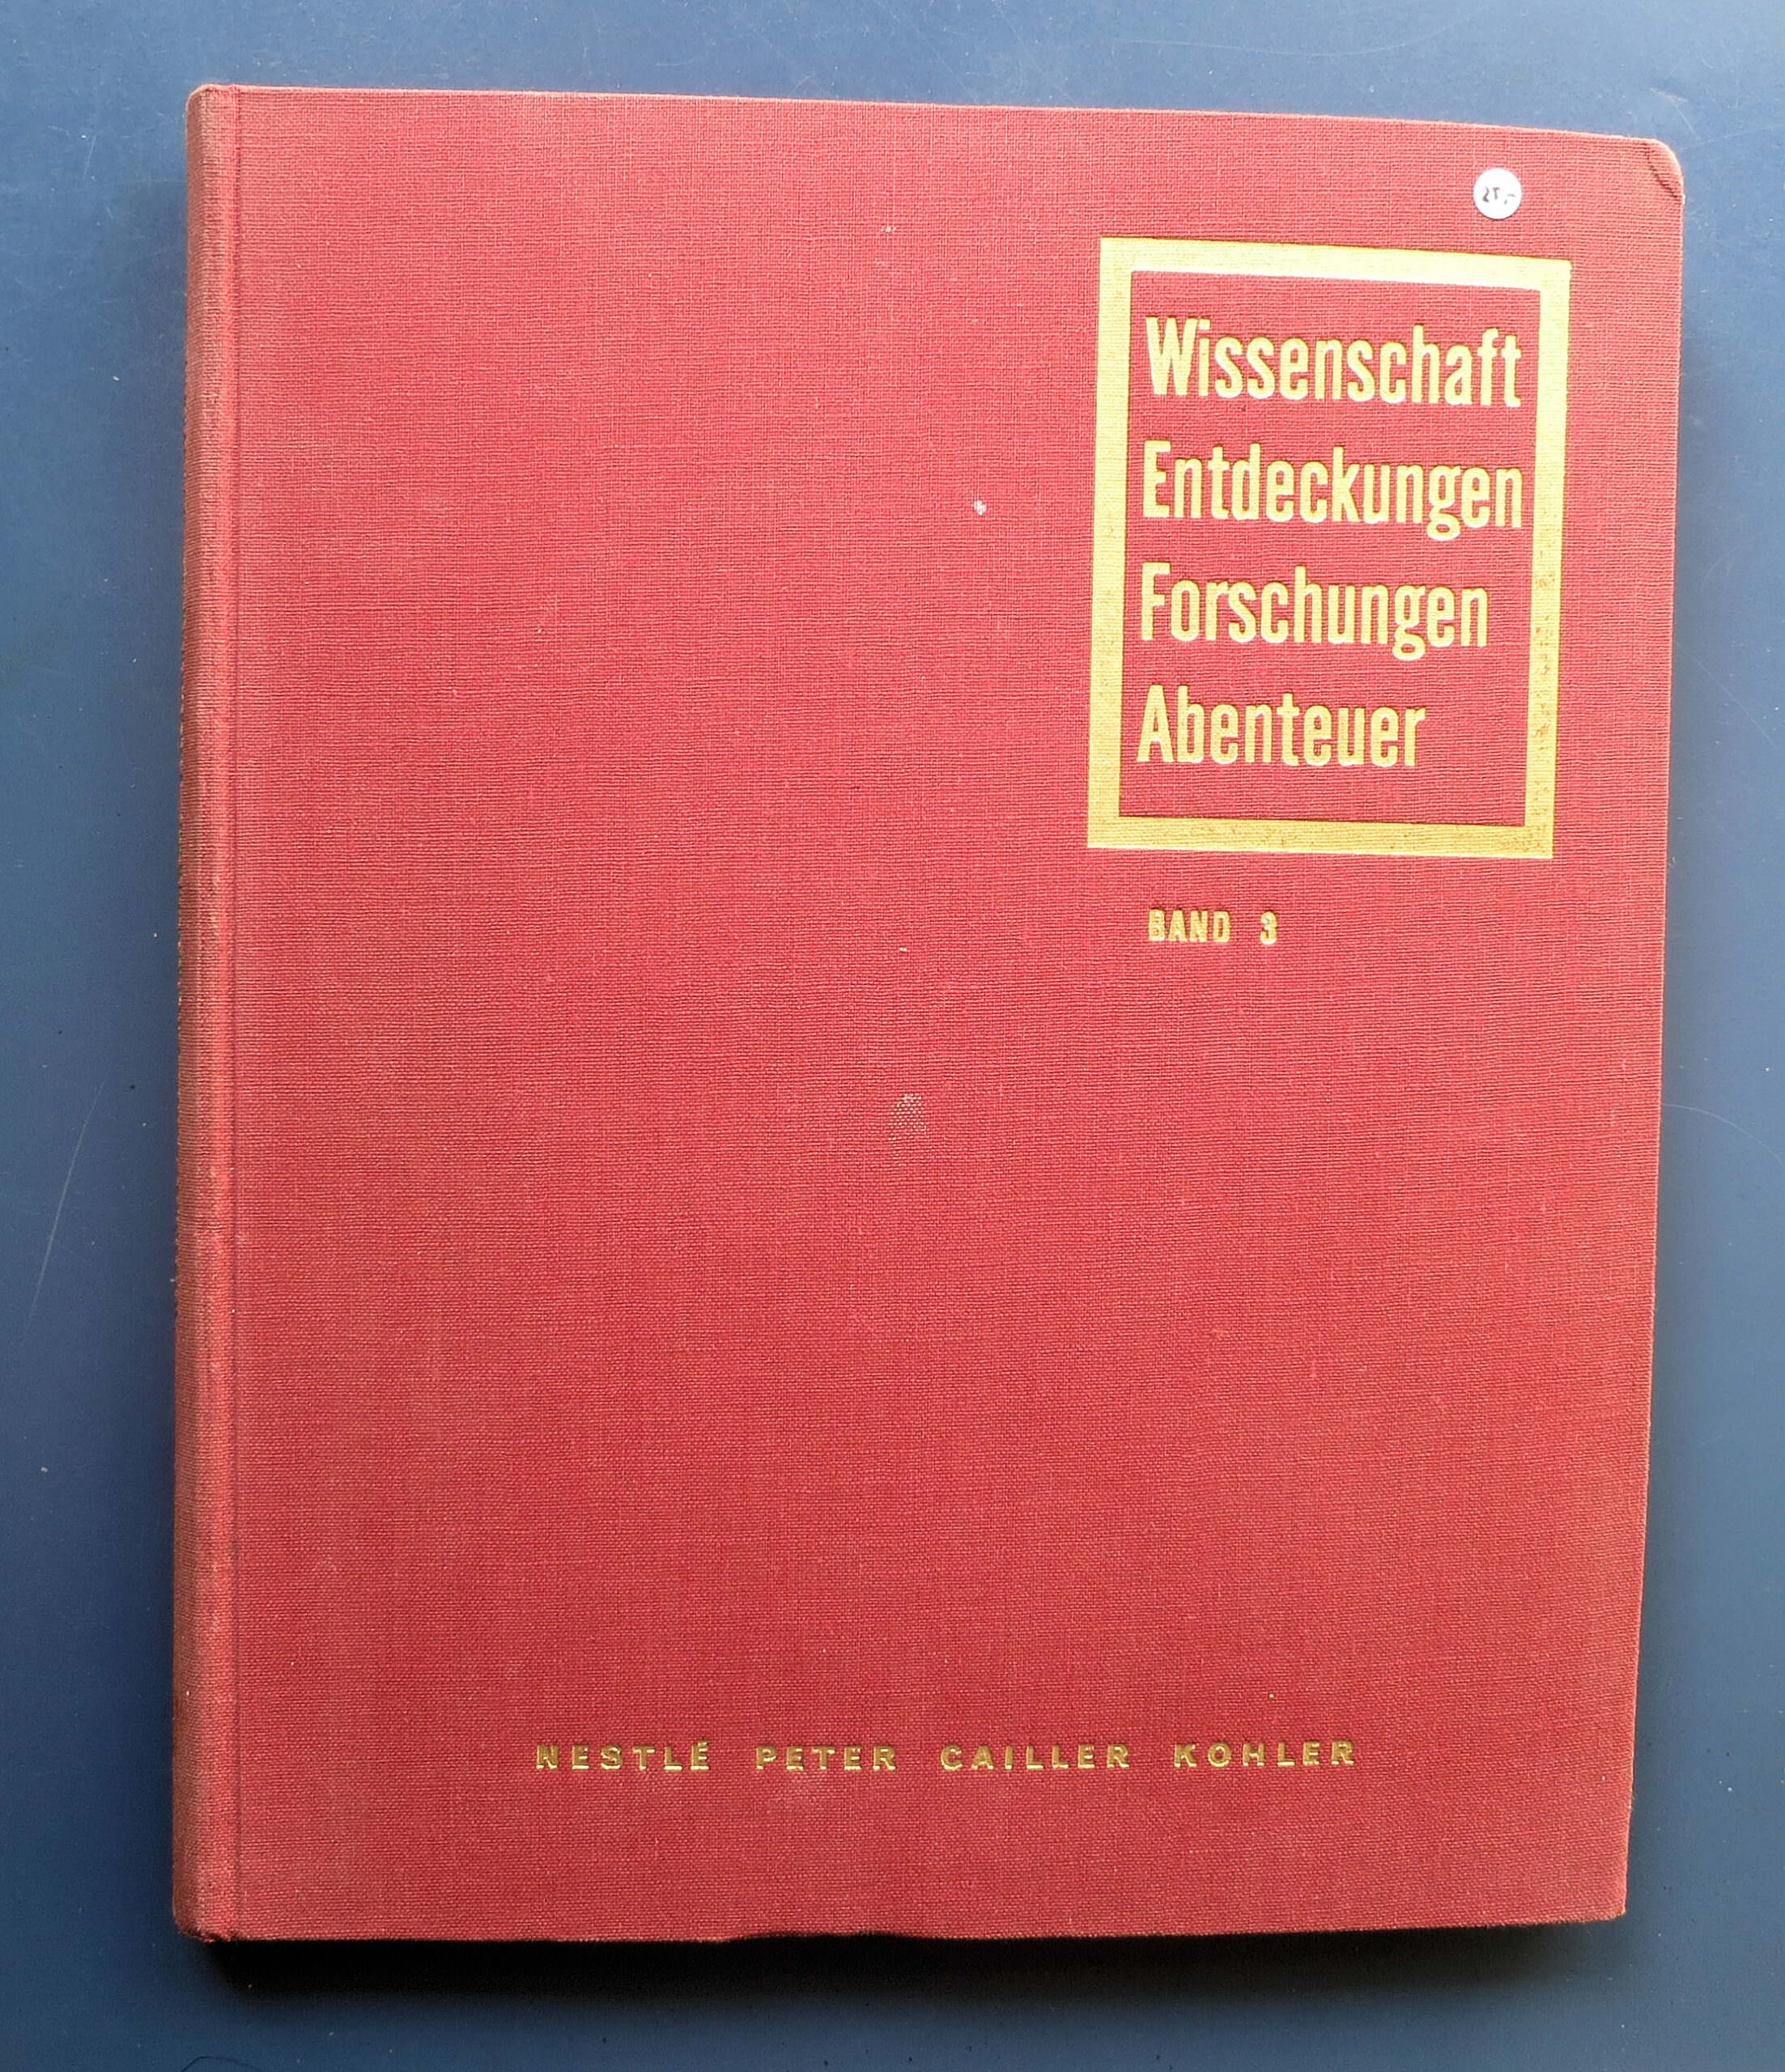 Wissenschaft
Entdeckungen
Forschungen
Abenteuer
BAND 3
NESTLÉ PETER CAILLER KOHLER